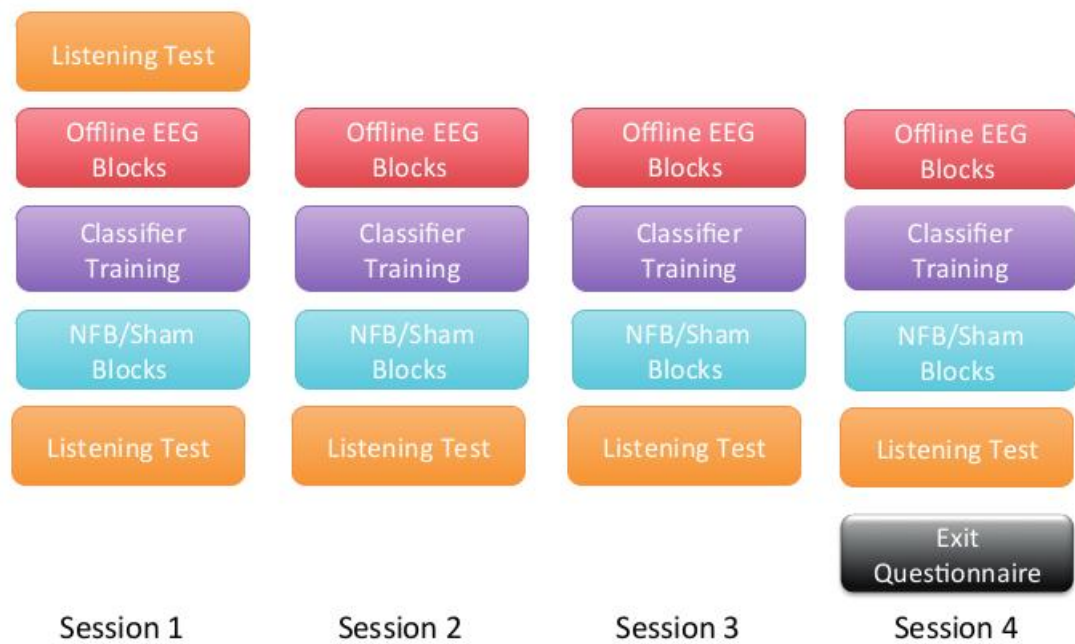 Listening Test
Offline EEG
Blocks
Offline EEG
Blocks
Offline EEG
Blocks
Offline EEG
Blocks
Classifier
Training
Classifier
Training
Classifier
Training
Classifier
Training
NFB/Sham
Blocks
NFB/Sham
Blocks
NFB/Sham
Blocks
NFB/Sham
Blocks
Listening Test
Listening Test
Listening Test
Listening Test
Exit
Questionnaire
Session 1
Session 2
Session 3
Session 4